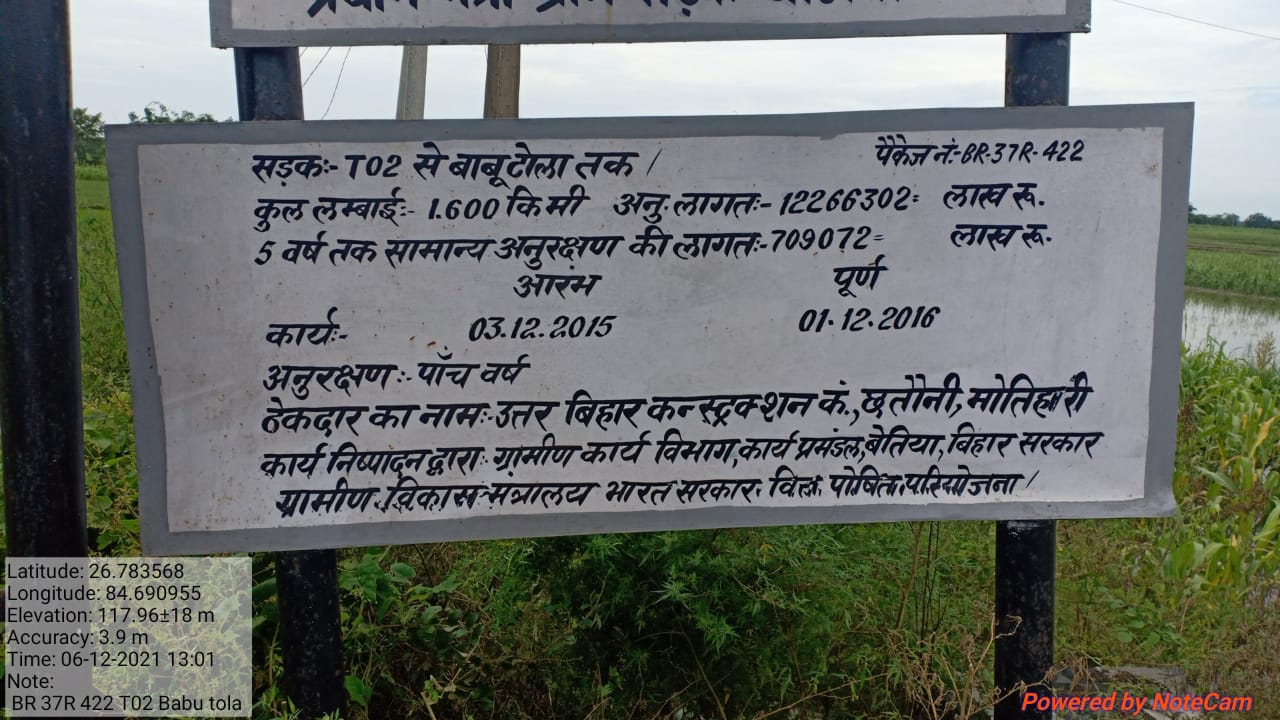 सड़कः- T02 से बाबूटोला तक /
पैकेज नं:-BR-37R-422
कुल लम्बाईः- 1.600 किमी अनु.लागतः- 12266302= लाख रू.
5 वर्ष तक सामान्य अनुरक्षण की लागतः-709072= लाख रू.
आरंभ पूर्ण
कार्यः- 03.12.2015 01.12.2016
अनुरक्षणः- पाँच वर्ष
ठेकदार का नामः-उत्तर बिहार कन्स्ट्रक्शन कं., छतौनी, मोतिहारी
कार्य निष्पादन द्वाराः ग्रामीण कार्य विभाग,कार्य प्रमंडल,बेतिया, बिहार सरकार
ग्रामीण विकास मंत्रालय भारत सरकार. वित्त पोषित परियोजना /
Latitude: 26.783568
Longitude: 84.690955
Elevation: 117.96±18 m
Accuracy: 3.9 m
Time: 06-12-2021 13:01
Note:
BR 37R 422 T02 Babu tola
Powered by NoteCam